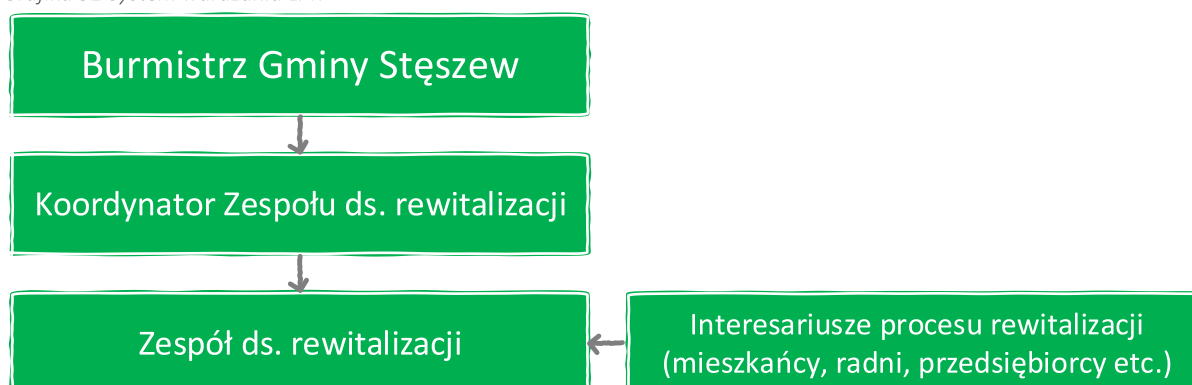 Burmistrz Gminy Stęszew
Koordynator Zespołu ds. rewitalizacji
Zespół ds. rewitalizacji
Interesariusze procesu rewitalizacji
(mieszkańcy, radni, przedsiębiorcy etc.)